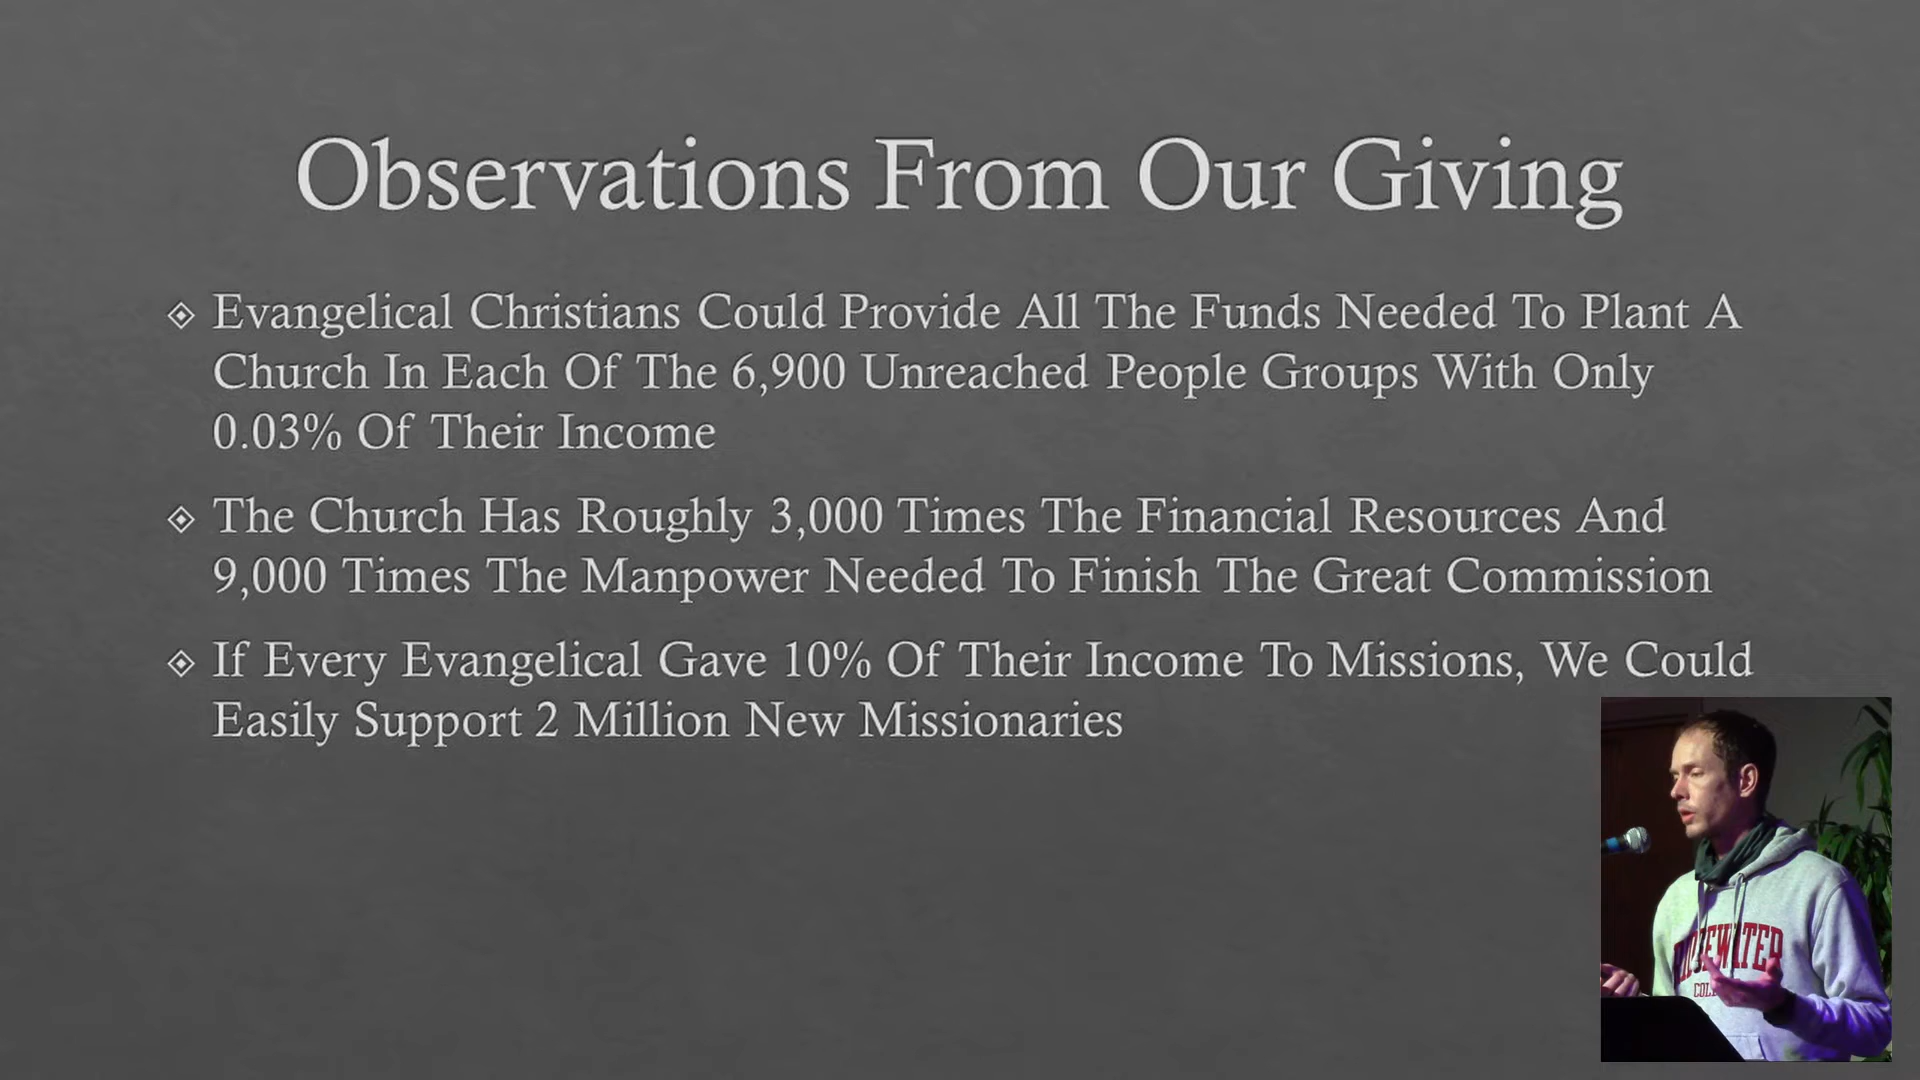 Observations From Our Giving
Evangelical Christians Could Provide All The Funds Needed To Plant A
Church In Each Of The 6,900 Unreached People Groups With Only
0.03% Of Their Income
The Church Has Roughly 3,000 Times The Financial Resources And
9,000 Times The Manpower Needed To Finish The Great Commission
If Every Evangelical Gave 10% Of Their Income To Missions, We Could
Easily Support 2 Million New Missionaries